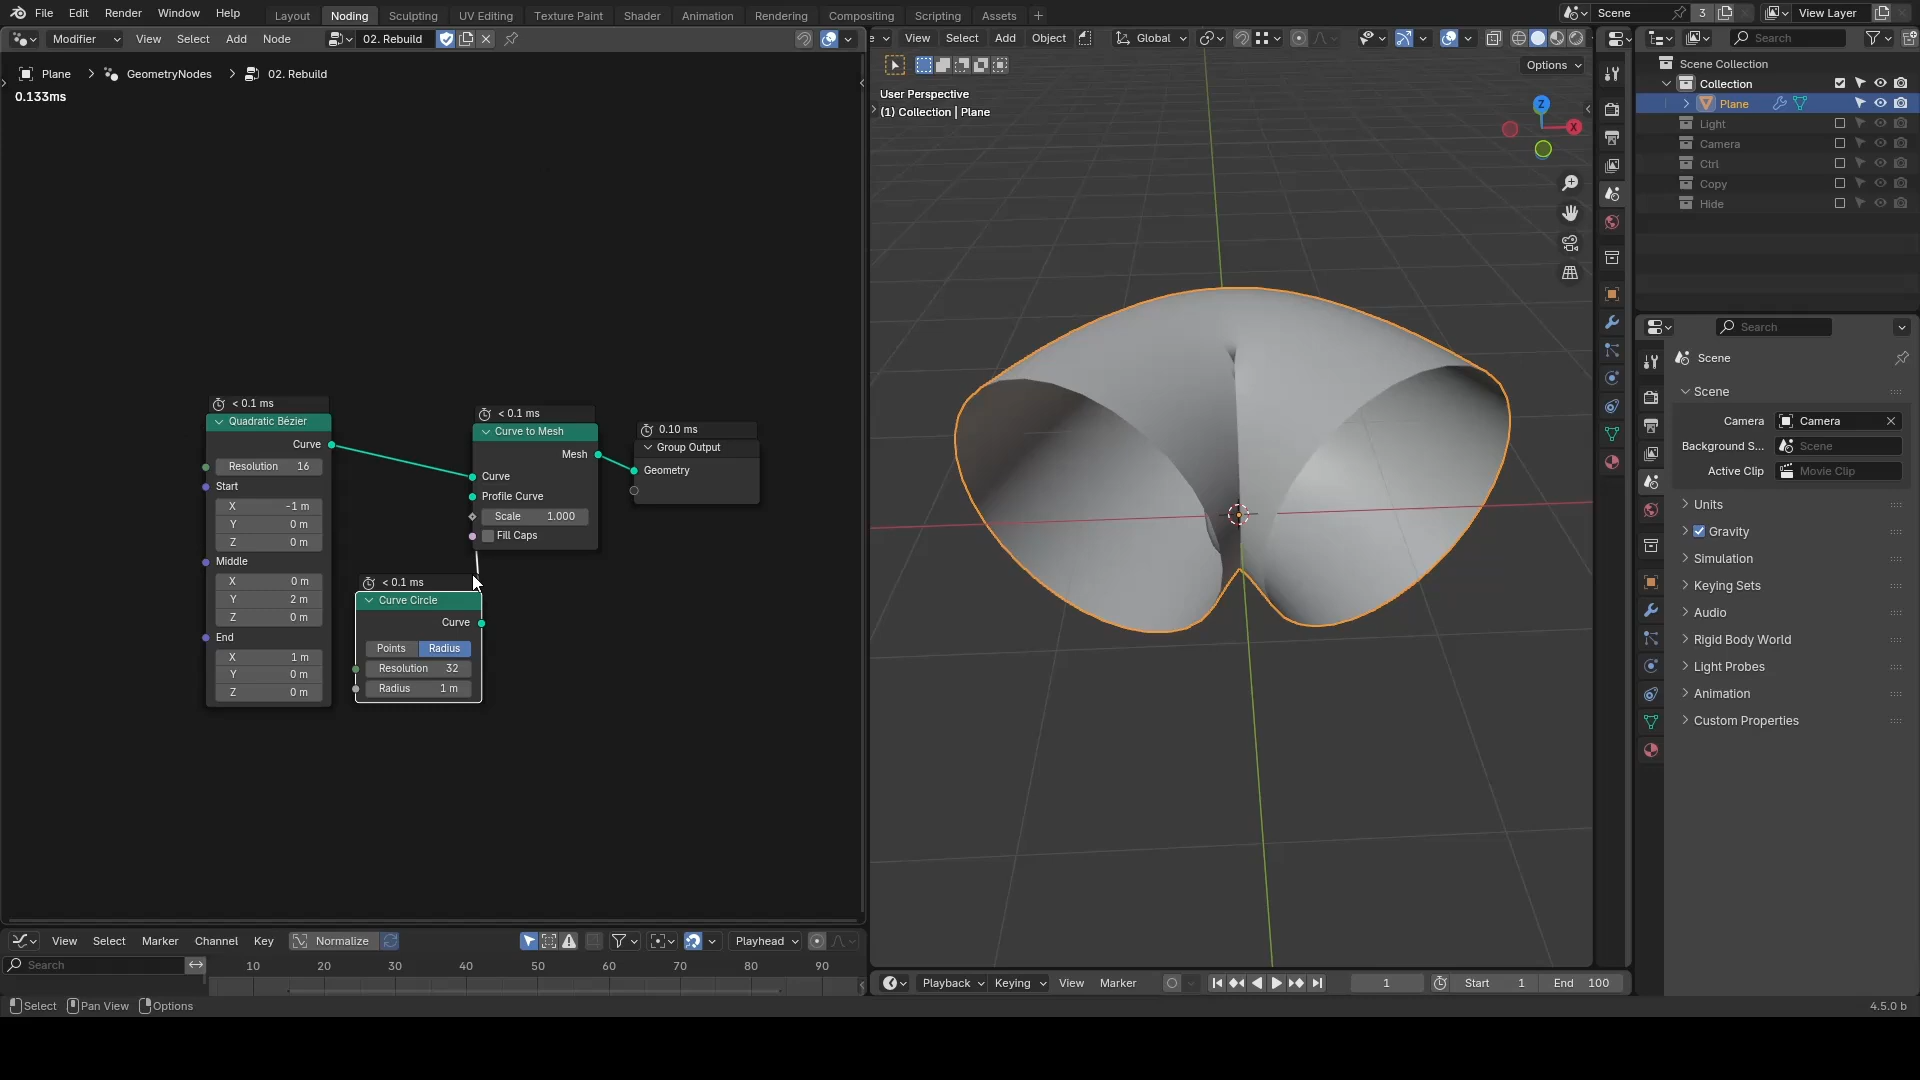 File Edit Render Window Help Layout Noding Sculpting UV Editing Texture Paint Shader Animation Rendering Compositing Scripting Assets + Scene 3 View Layer
Modifier View Select Add Node 02. Rebuild
View Select Add Object Global
Search
Plane > GeometryNodes > 02. Rebuild
0.133ms
Options
User Perspective
(1) Collection | Plane
Z
X
Scene Collection
Collection
Plane
Light
Camera
Ctrl
Copy
Hide
< 0.1 ms
Quadratic Bézier
Curve
Resolution 16
Start
X -1 m
Y 0 m
Z 0 m
Middle
X 0 m
Y 2 m
Z 0 m
End
X 1 m
Y 0 m
Z 0 m
< 0.1 ms
Curve to Mesh
Mesh
Curve
Profile Curve
Scale 1.000
Fill Caps
0.10 ms
Group Output
Geometry
< 0.1 ms
Curve Circle
Curve
Points Radius
Resolution 32
Radius 1 m
Search
Scene
Scene
Camera Camera
Background S... Scene
Active Clip Movie Clip
Units
Gravity
Simulation
Keying Sets
Audio
Rigid Body World
Light Probes
Animation
Custom Properties
View Select Marker Channel Key Normalize Playhead
Search 10 20 30 40 50 60 70 80 90
Playback Keying View Marker 1 Start 1 End 100
Select Pan View Options 4.5.0 b